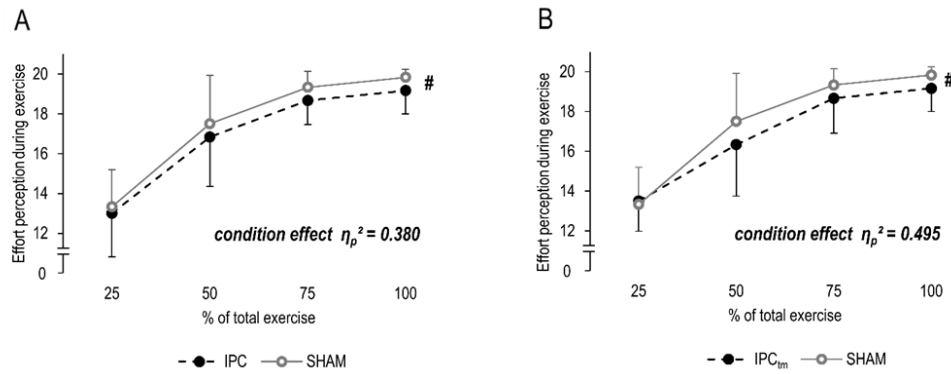 A
Effort perception during exercise
20
18
16
14
12
0
#
condition effect ηp² = 0.380
25 50 75 100
% of total exercise
IPC SHAM
B
Effort perception during exercise
20
18
16
14
12
0
#
condition effect ηp² = 0.495
25 50 75 100
% of total exercise
IPCtm SHAM